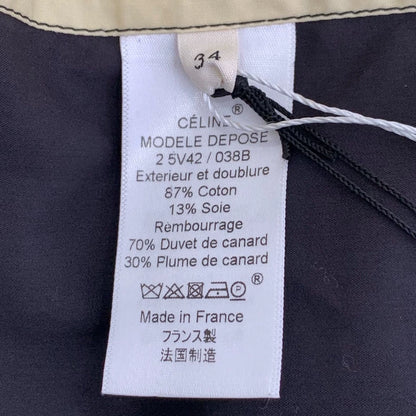 34
CÉLINE®
MODELE DEPOSE
2 5V42 / 038B
Exterieur et doublure
87% Coton
13% Soie
Rembourrage
70% Duvet de canard
30% Plume de canard
®
Made in France
フランス製
法国制造